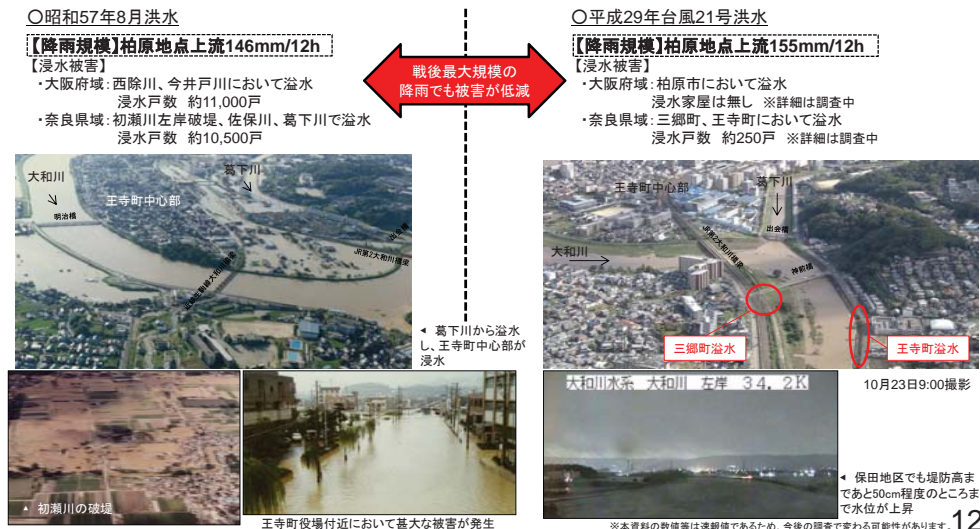 ○昭和57年8月洪水
【降雨規模】柏原地点上流146mm/12h
【浸水被害】
・大阪府域：西除川、今井戸川において溢水
浸水戸数 約11,000戸
・奈良県域：初瀬川左岸破堤、佐保川、葛下川で溢水
浸水戸数 約10,500戸
戦後最大規模の
降雨でも被害が低減
○平成29年台風21号洪水
【降雨規模】柏原地点上流155mm/12h
【浸水被害】
・大阪府域：柏原市において溢水
浸水家屋は無し ※詳細は調査中
・奈良県域：三郷町、王寺町において溢水
浸水戸数 約250戸 ※詳細は調査中
大和川
明治橋
王寺町中心部
葛下川
出会橋
JR第2大和川橋梁
◂ 葛下川から溢水
し、王寺町中心部が
浸水
王寺町中心部
葛下川
出会橋
JR第2大和川橋梁
神前橋
大和川
三郷町溢水
王寺町溢水
10月23日9:00撮影
▴ 初瀬川の破堤
王寺町役場付近において甚大な被害が発生
大和川水系 大和川 左岸 34.2K
◂ 保田地区でも堤防高ま
であと50cm程度のところま
で水位が上昇
※本資料の数値等は速報値であるため、今後の調査で変わる可能性があります。
12